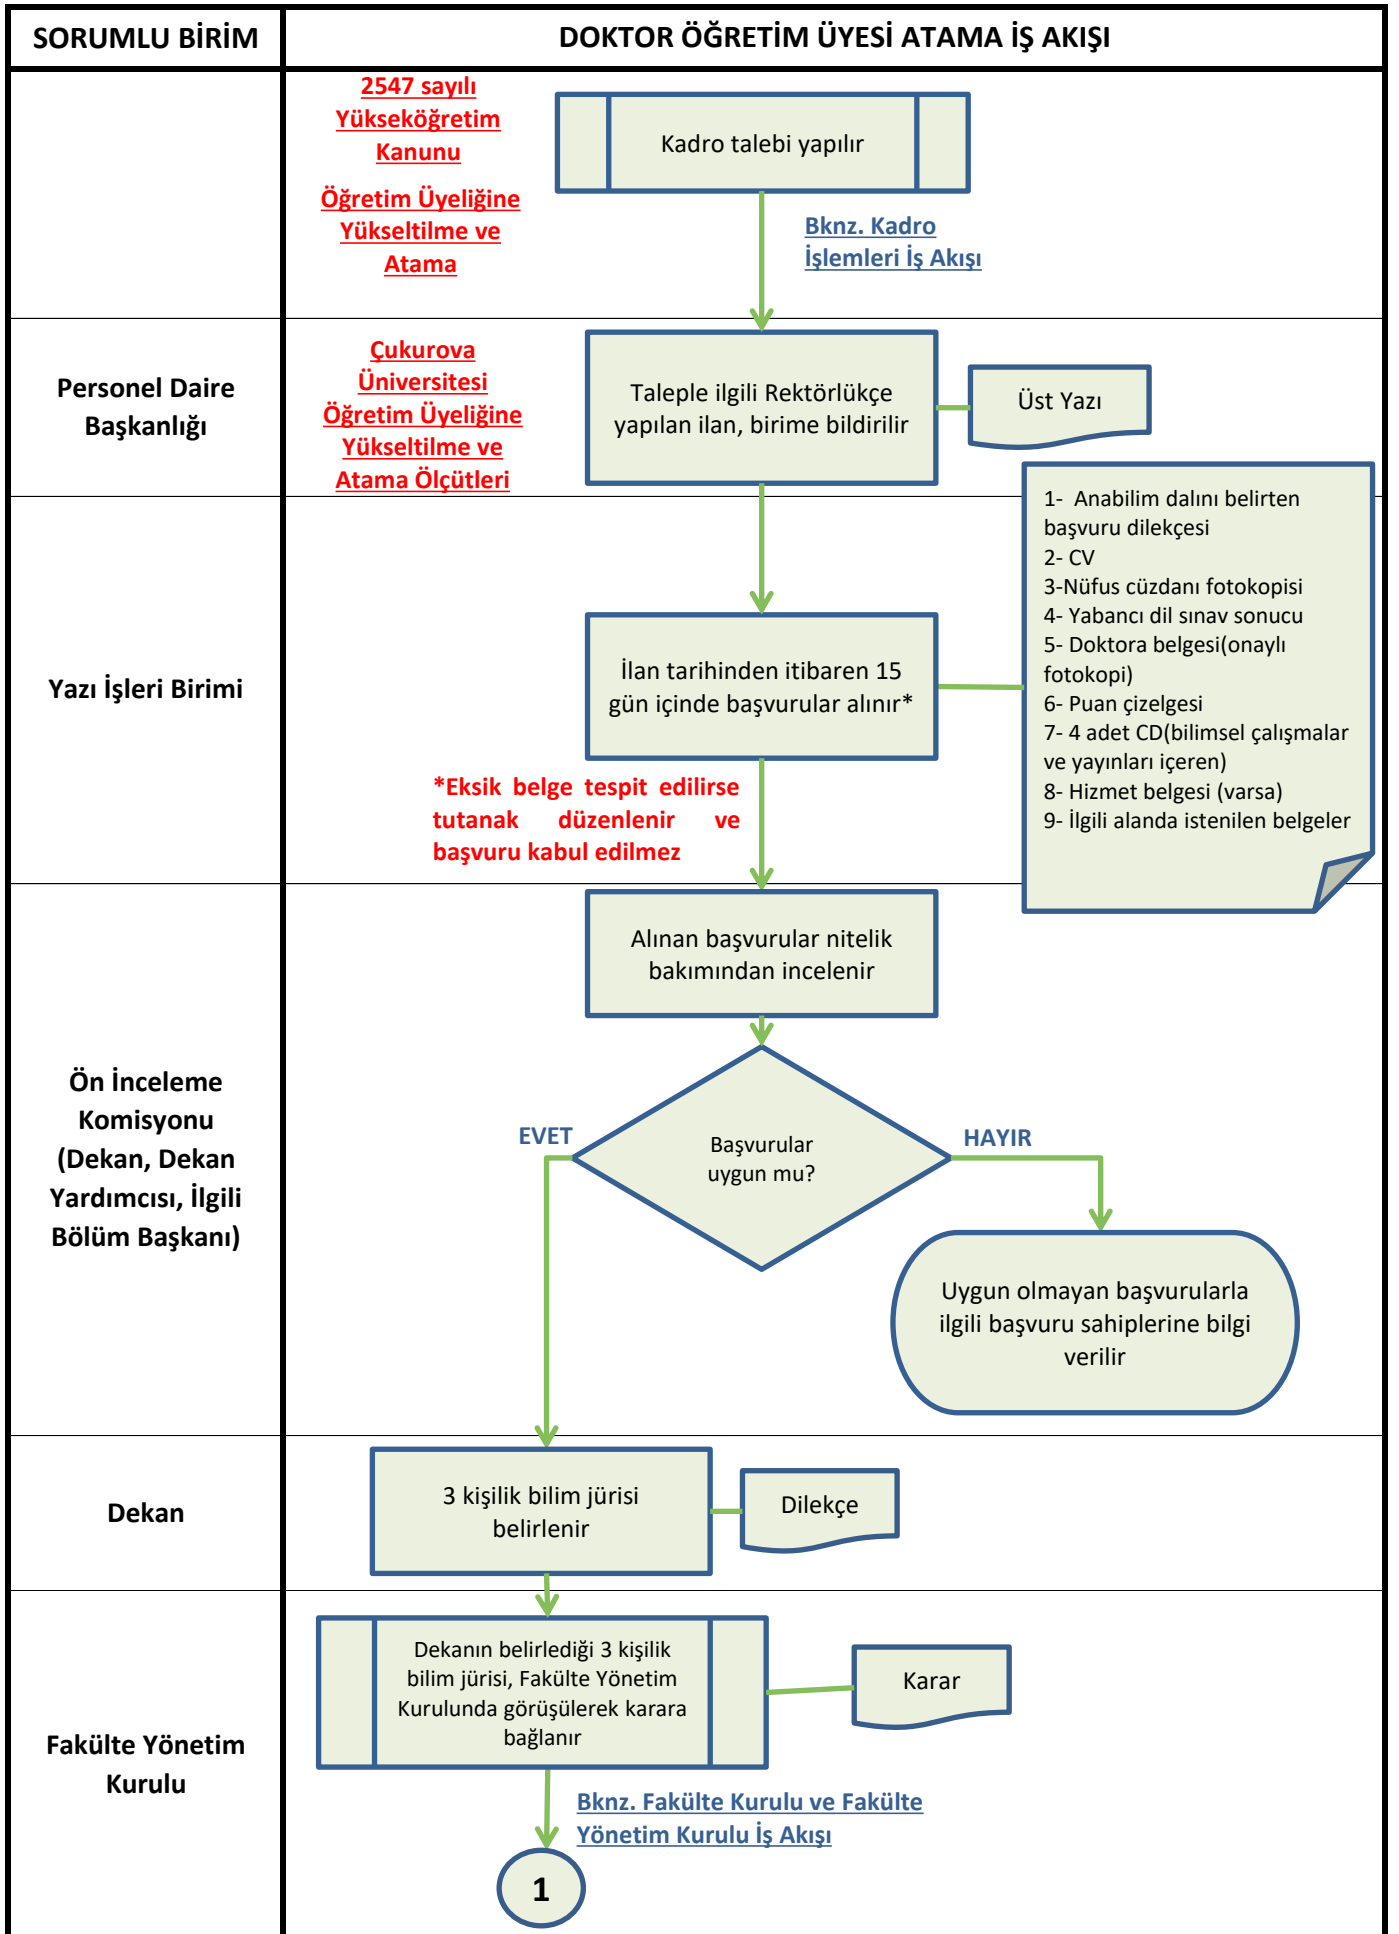 SORUMLU BİRİM
DOKTOR ÖĞRETİM ÜYESİ ATAMA İŞ AKIŞI
2547 sayılı
Yükseköğretim
Kanunu
Öğretim Üyeliğine
Yükseltilme ve
Atama
Kadro talebi yapılır
Bknz. Kadro
İşlemleri İş Akışı
Personel Daire
Başkanlığı
Çukurova
Üniversitesi
Öğretim Üyeliğine
Yükseltilme ve
Atama Ölçütleri
Taleple ilgili Rektörlükçe
yapılan ilan, birime bildirilir
Üst Yazı
Yazı İşleri Birimi
İlan tarihinden itibaren 15
gün içinde başvurular alınır*
1- Anabilim dalını belirten
başvuru dilekçesi
2- CV
3-Nüfus cüzdanı fotokopisi
4- Yabancı dil sınav sonucu
5- Doktora belgesi(onaylı
fotokopi)
6- Puan çizelgesi
7- 4 adet CD(bilimsel çalışmalar
ve yayınları içeren)
8- Hizmet belgesi (varsa)
9- İlgili alanda istenilen belgeler
*Eksik belge tespit edilirse
tutanak düzenlenir ve
başvuru kabul edilmez
Ön İnceleme
Komisyonu
(Dekan, Dekan
Yardımcısı, İlgili
Bölüm Başkanı)
Alınan başvurular nitelik
bakımından incelenir
EVET
Başvurular
uygun mu?
HAYIR
Uygun olmayan başvurularla
ilgili başvuru sahiplerine bilgi
verilir
Dekan
3 kişilik bilim jürisi
belirlenir
Dilekçe
Fakülte Yönetim
Kurulu
Dekanın belirlediği 3 kişilik
bilim jürisi, Fakülte Yönetim
Kurulunda görüşülerek karara
bağlanır
Karar
Bknz. Fakülte Kurulu ve Fakülte
Yönetim Kurulu İş Akışı
1